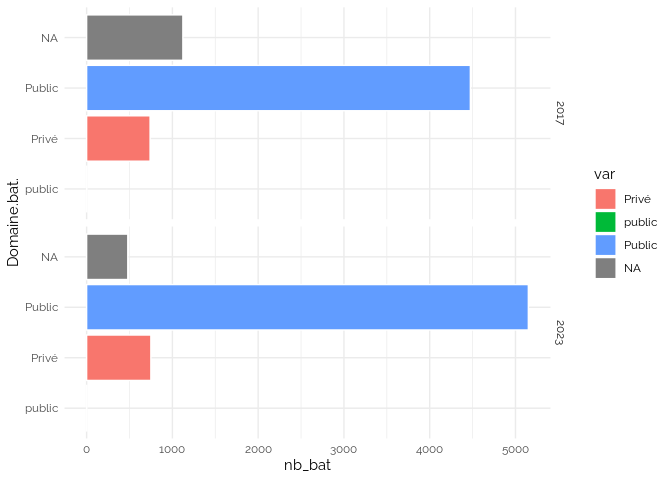 Domaine.bat.
NA
Public
Privé
public
2017
NA
Public
Privé
public
2023
0 1000 2000 3000 4000 5000
nb_bat
var
Privé
public
Public
NA